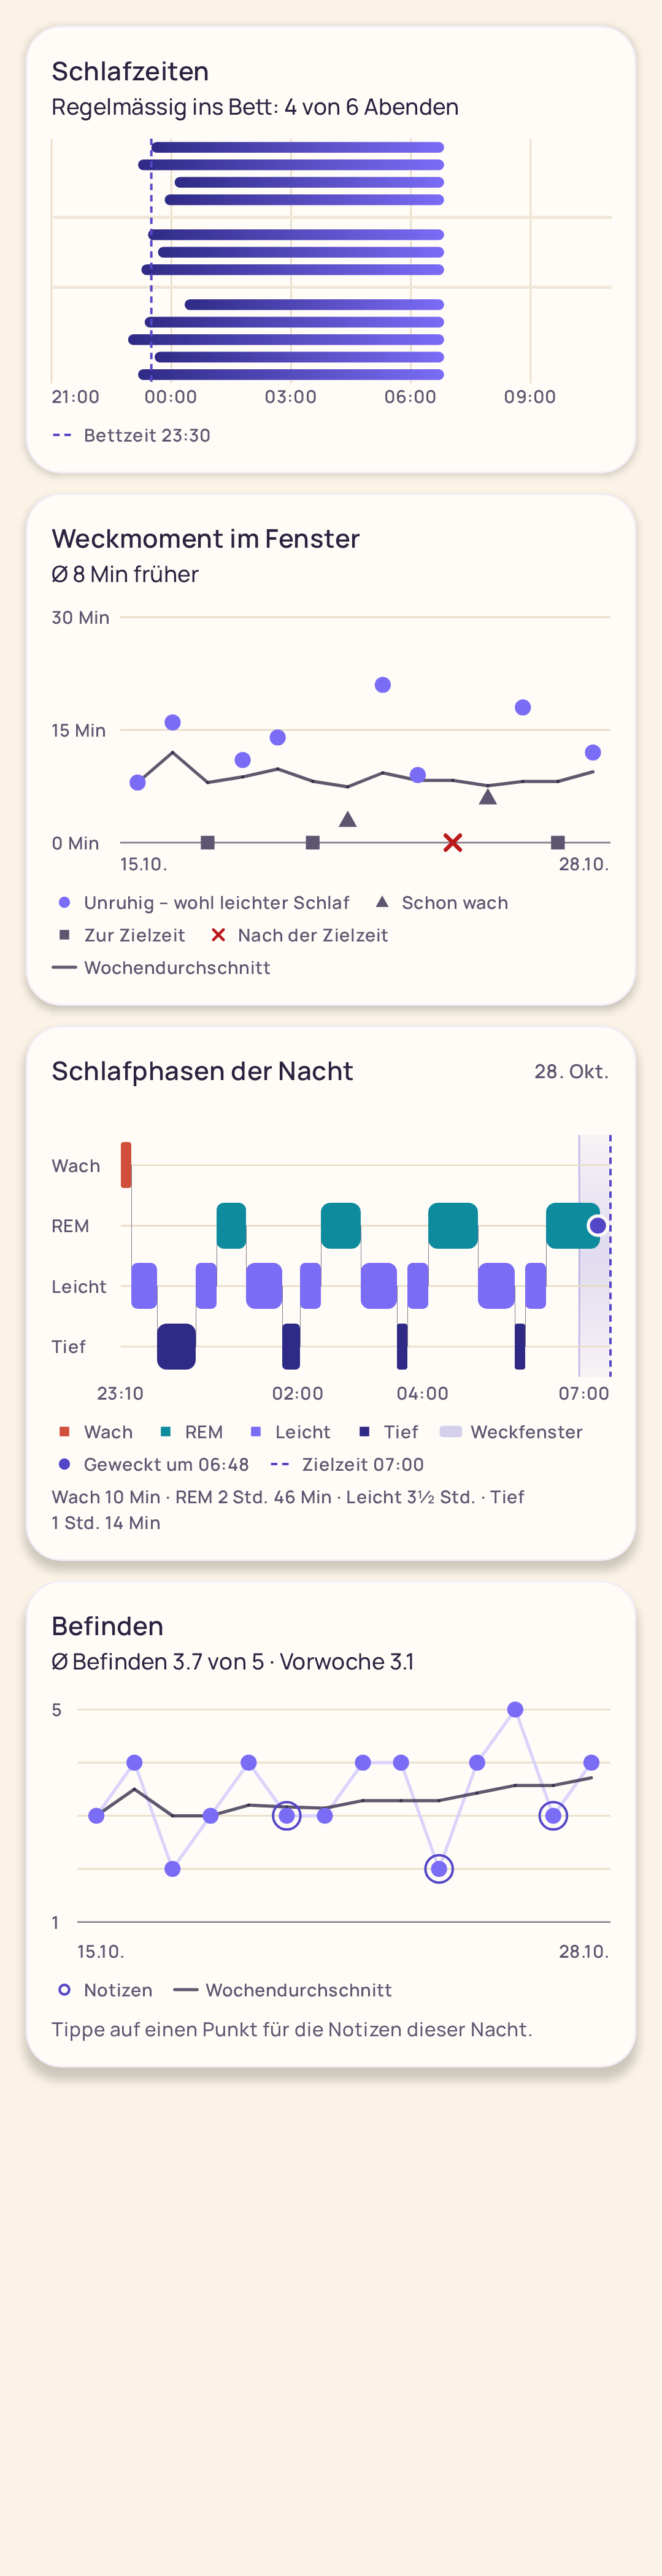 Schlafzeiten
Regelmässig ins Bett: 4 von 6 Abenden
21:00 00:00 03:00 06:00 09:00
Bettzeit 23:30
Weckmoment im Fenster
Ø 8 Min früher
30 Min
15 Min
0 Min
15.10. 28.10.
Unruhig – wohl leichter Schlaf Schon wach
Zur Zielzeit Nach der Zielzeit
Wochendurchschnitt
Schlafphasen der Nacht 28. Okt.
Wach
REM
Leicht
Tief
23:10 02:00 04:00 07:00
Wach REM Leicht Tief Weckfenster
Geweckt um 06:48 Zielzeit 07:00
Wach 10 Min · REM 2 Std. 46 Min · Leicht 3½ Std. · Tief
1 Std. 14 Min
Befinden
Ø Befinden 3.7 von 5 · Vorwoche 3.1
5
1
15.10. 28.10.
Notizen Wochendurchschnitt
Tippe auf einen Punkt für die Notizen dieser Nacht.